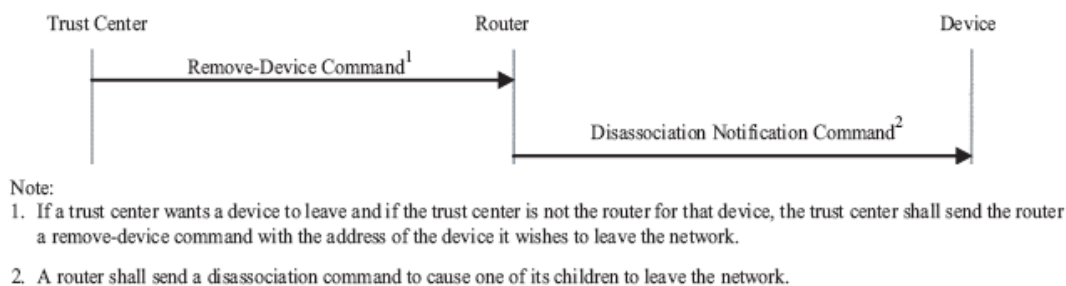 Trust Center Router Device
Remove-Device Command1
Disassociation Notification Command2
Note:
1. If a trust center wants a device to leave and if the trust center is not the router for that device, the trust center shall send the router
a remove-device command with the address of the device it wishes to leave the network.
2. A router shall send a disassociation command to cause one of its children to leave the network.